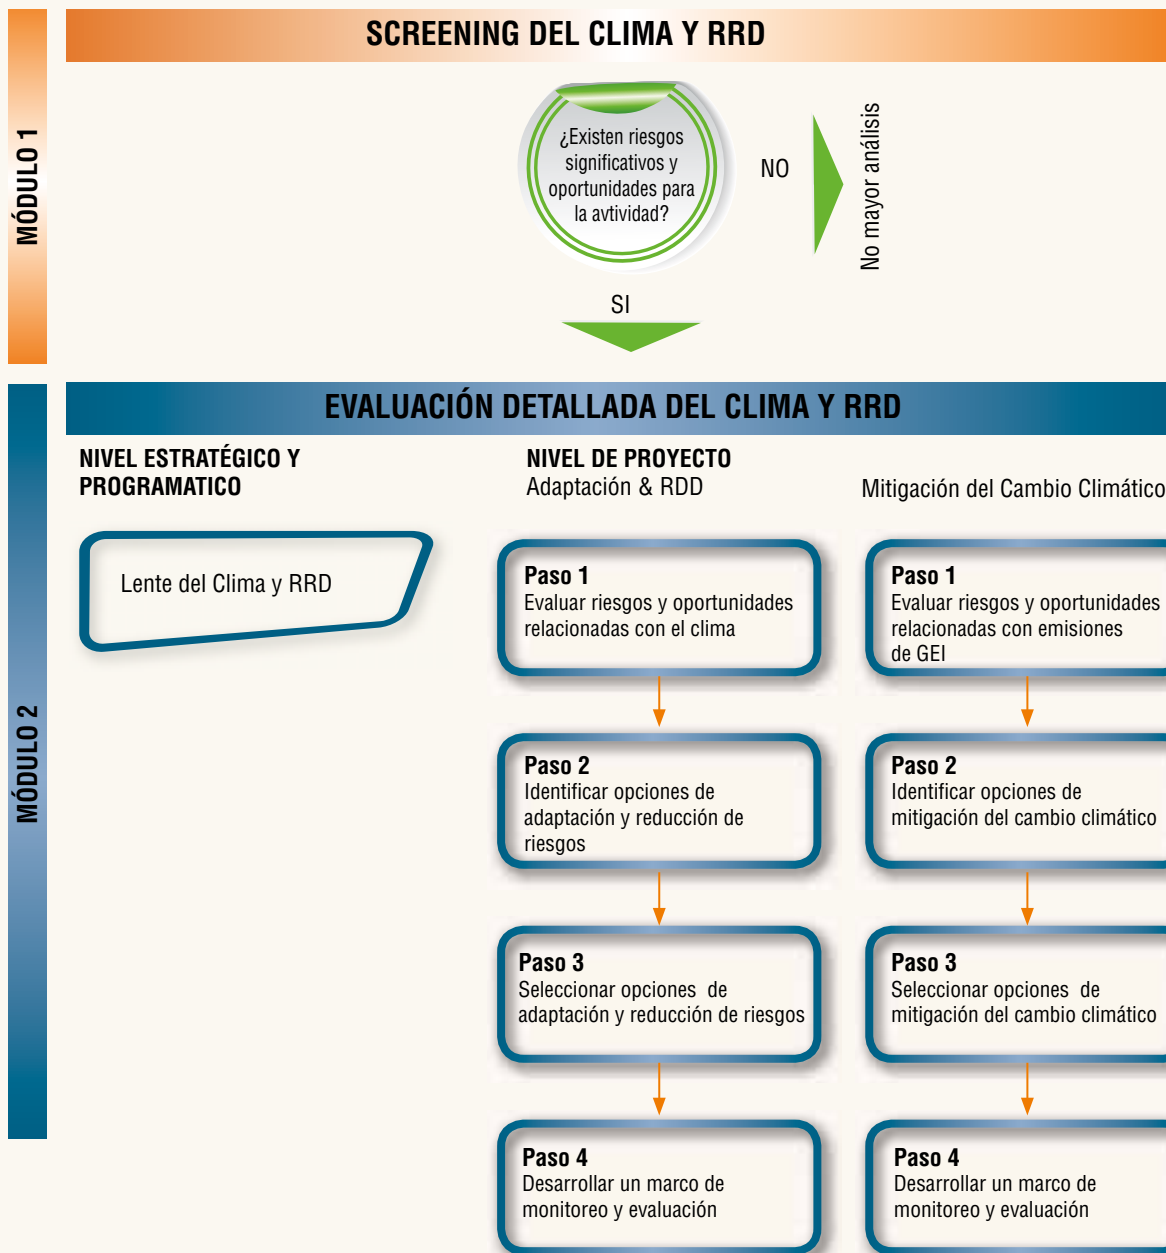 MÓDULO 1
SCREENING DEL CLIMA Y RRD
¿Existen riesgos
significativos y
oportunidades para
la avtividad?
NO
No mayor análisis
SI
MÓDULO 2
EVALUACIÓN DETALLADA DEL CLIMA Y RRD
NIVEL ESTRATÉGICO Y
PROGRAMATICO
Lente del Clima y RRD
NIVEL DE PROYECTO
Adaptación & RDD
Paso 1
Evaluar riesgos y oportunidades
relacionadas con el clima
Paso 2
Identificar opciones de
adaptación y reducción de
riesgos
Paso 3
Seleccionar opciones de
adaptación y reducción de riesgos
Paso 4
Desarrollar un marco de
monitoreo y evaluación
Mitigación del Cambio Climático
Paso 1
Evaluar riesgos y oportunidades
relacionadas con emisiones
de GEI
Paso 2
Identificar opciones de
mitigación del cambio climático
Paso 3
Seleccionar opciones de
mitigación del cambio climático
Paso 4
Desarrollar un marco de
monitoreo y evaluación